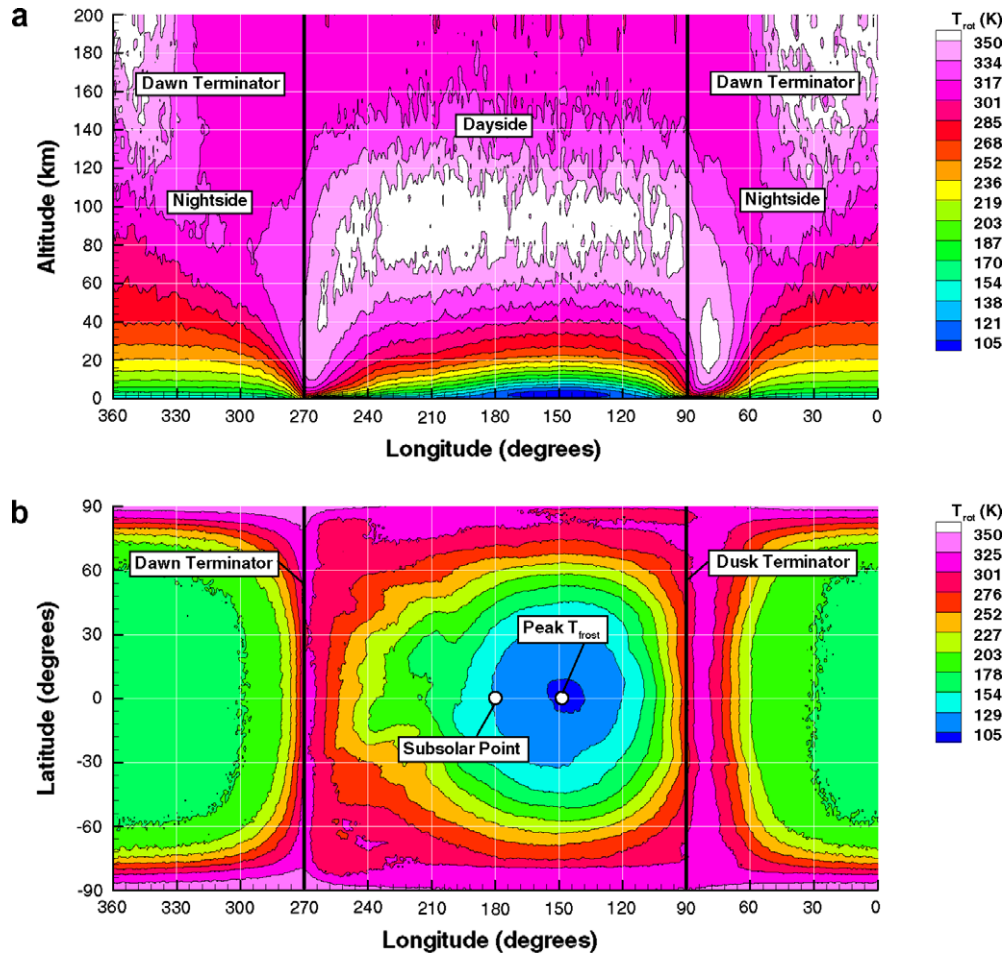 a
T_rot (K)
200
180
160
140
120
100
80
60
40
20
0
Altitude (km)
Dawn Terminator
Dawn Terminator
Dayside
Nightside
Nightside
350
334
317
301
285
268
252
236
219
203
187
170
154
138
121
105
360 330 300 270 240 210 180 150 120 90 60 30 0
Longitude (degrees)
b
T_rot (K)
90
60
30
0
-30
-60
-90
Latitude (degrees)
Dawn Terminator
Dusk Terminator
Peak T_frost
Subsolar Point
350
325
301
276
252
227
203
178
154
129
105
360 330 300 270 240 210 180 150 120 90 60 30 0
Longitude (degrees)